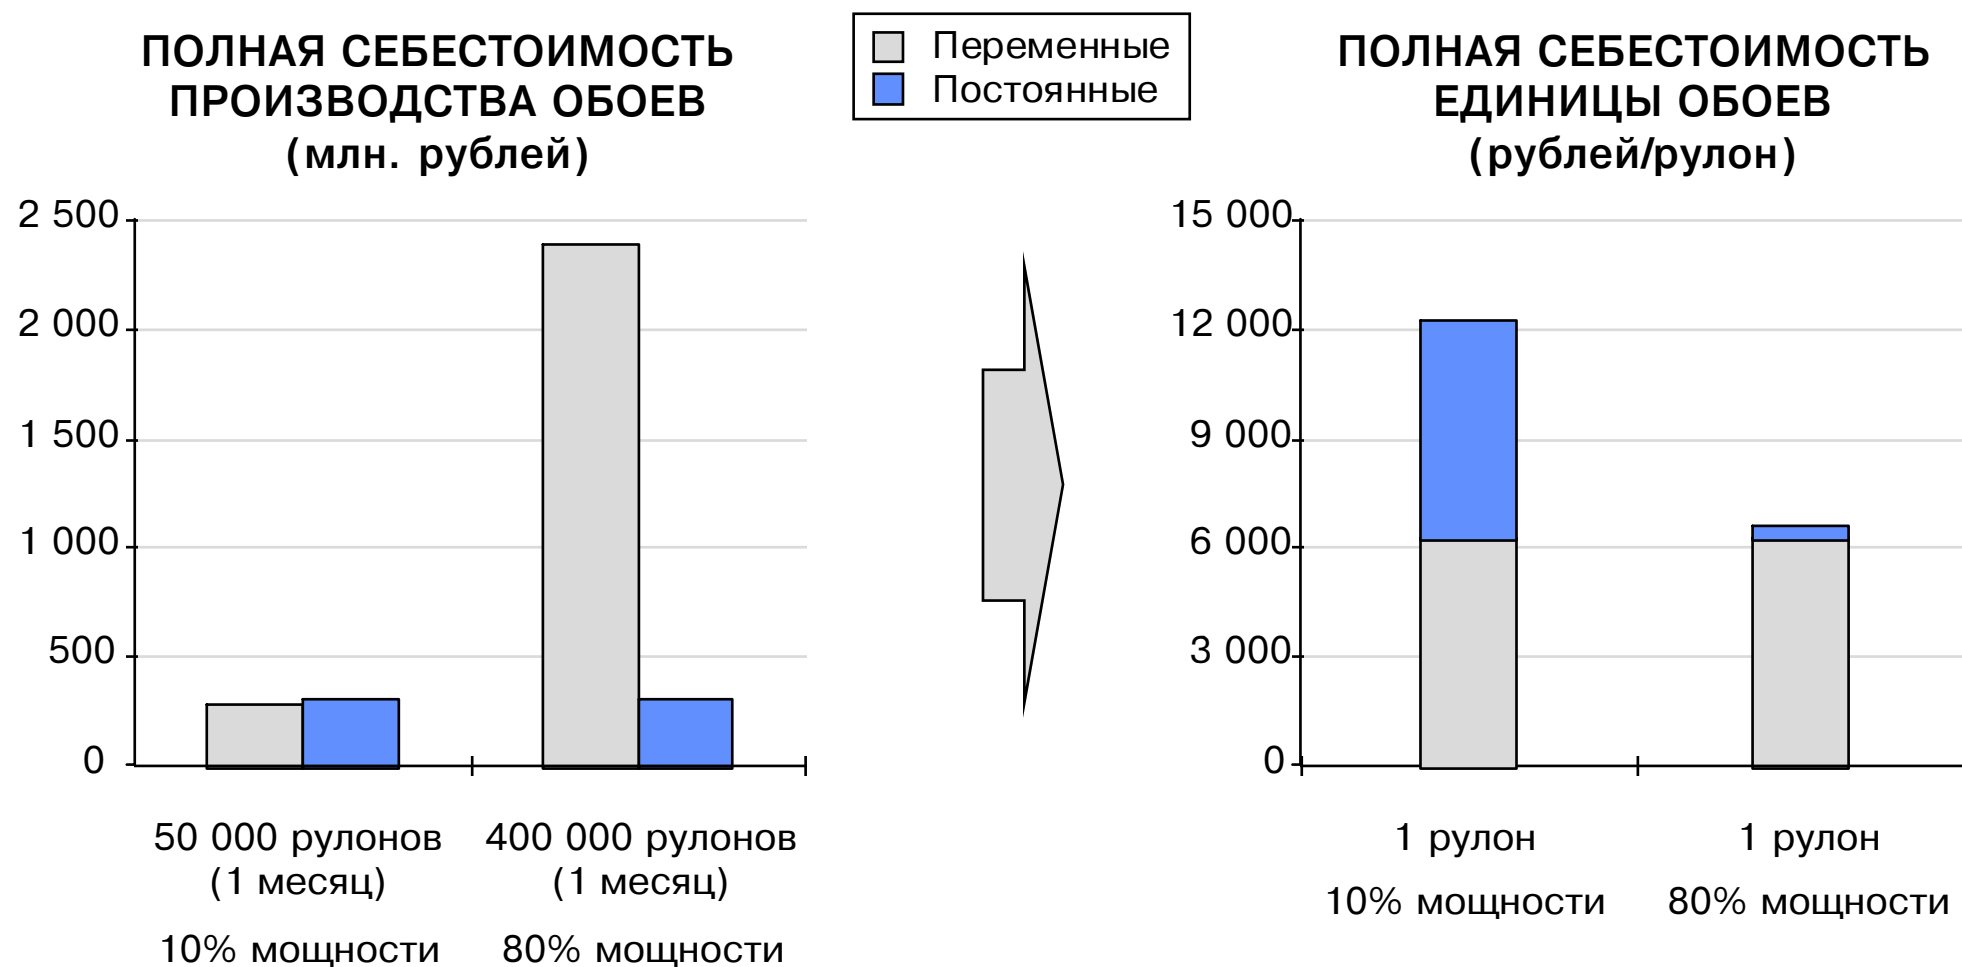 ПОЛНАЯ СЕБЕСТОИМОСТЬ
ПРОИЗВОДСТВА ОБОЕВ
(млн. рублей)
Переменные
Постоянные
ПОЛНАЯ СЕБЕСТОИМОСТЬ
ЕДИНИЦЫ ОБОЕВ
(рублей/рулон)
2 500
2 000
1 500
1 000
500
0
50 000 рулонов
(1 месяц)
10% мощности
400 000 рулонов
(1 месяц)
80% мощности
15 000
12 000
9 000
6 000
3 000
0
1 рулон
10% мощности
1 рулон
80% мощности